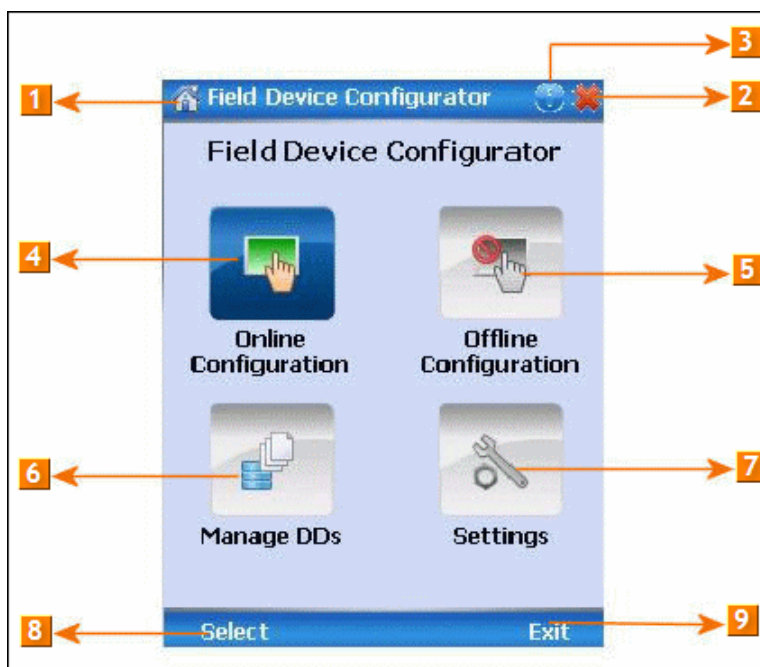 3
1
Field Device Configurator
2
Field Device Configurator
4
5
Online
Configuration
Offline
Configuration
6
7
Manage DDs
Settings
8
Select
Exit
9